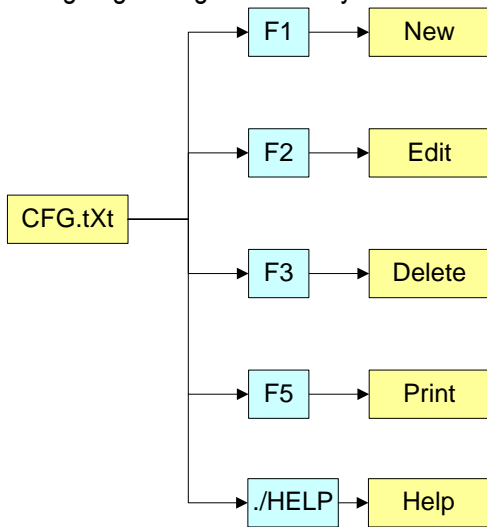 F1 New
F2 Edit
CFG.tXt
F3 Delete
F5 Print
./HELP Help